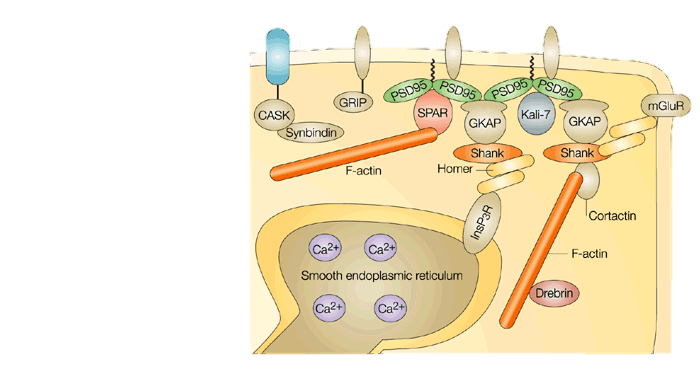 PSD95
PSD95
PSD95
PSD95
CASK
GRIP
SPAR
GKAP
Kali-7
GKAP
mGluR
Synbindin
Shank
Shank
F-actin
Homer
InsP3R
Cortactin
Ca2+
Ca2+
F-actin
Smooth endoplasmic reticulum
Drebrin
Ca2+
Ca2+